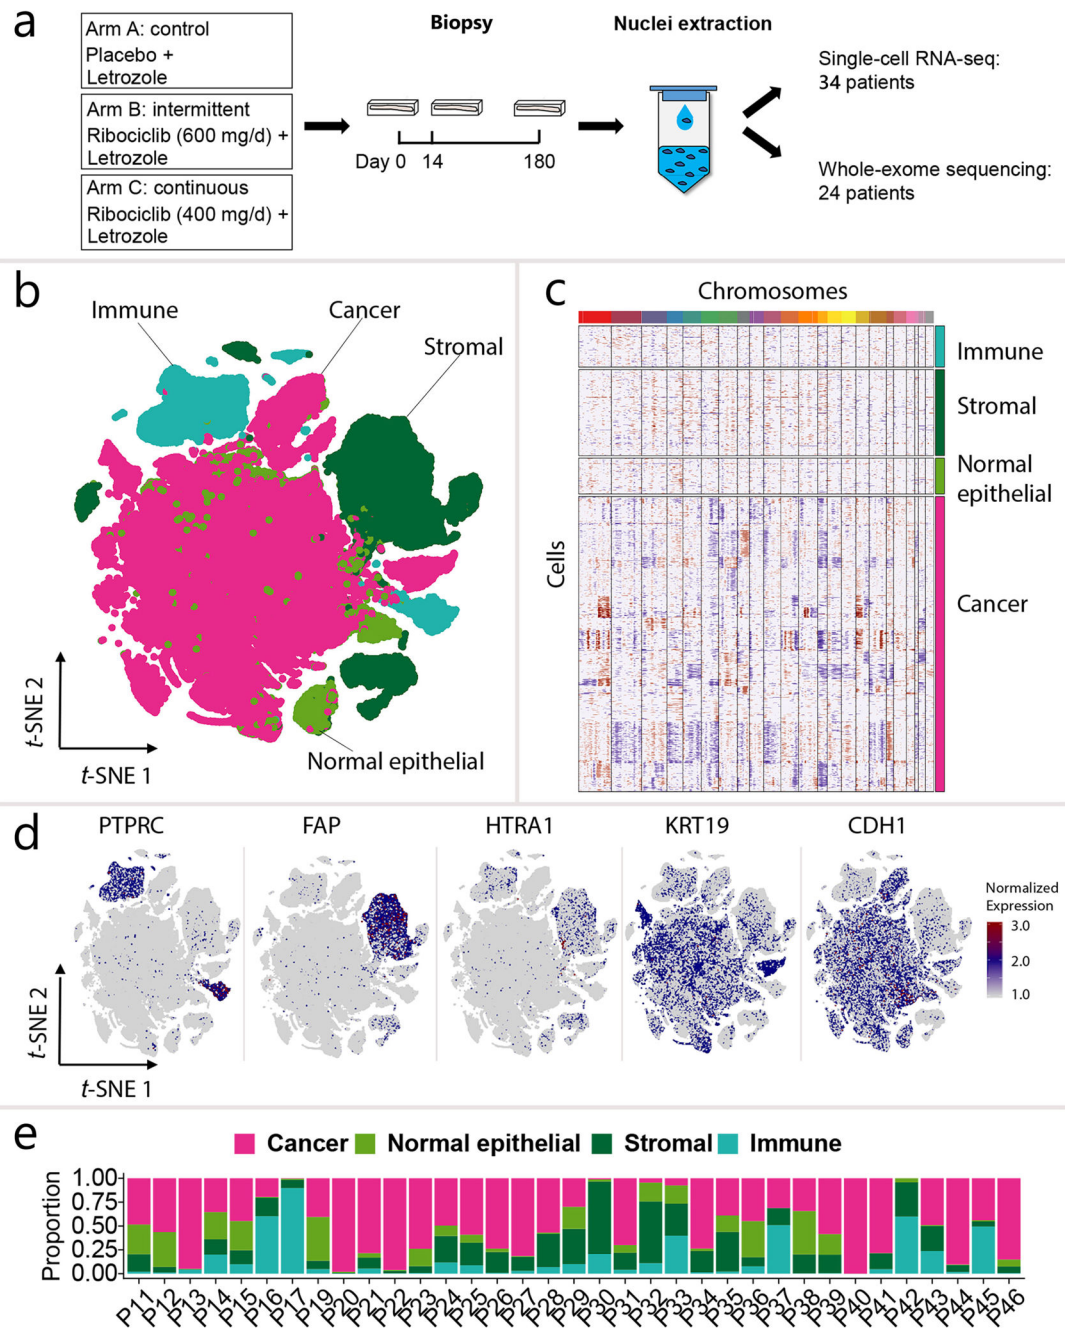 a
Arm A: control
Placebo +
Letrozole
Arm B: intermittent
Ribociclib (600 mg/d) +
Letrozole
Arm C: continuous
Ribociclib (400 mg/d) +
Letrozole
Biopsy
Day 0 14 180
Nuclei extraction
Single-cell RNA-seq:
34 patients
Whole-exome sequencing:
24 patients
b
Immune
Cancer
Stromal
Normal epithelial
t-SNE 2
t-SNE 1
c
Chromosomes
Cells
Immune
Stromal
Normal
epithelial
Cancer
d
PTPRC FAP HTRA1 KRT19 CDH1
Normalized
Expression
3.0
2.0
1.0
t-SNE 2
t-SNE 1
e
Cancer Normal epithelial Stromal Immune
Proportion
1.00
0.75
0.50
0.25
0.00
P11 P12 P13 P14 P15 P16 P17 P19 P20 P21 P22 P23 P24 P25 P26 P27 P28 P29 P30 P31 P32 P33 P34 P35 P36 P37 P38 P39 P40 P41 P42 P43 P44 P45 P46